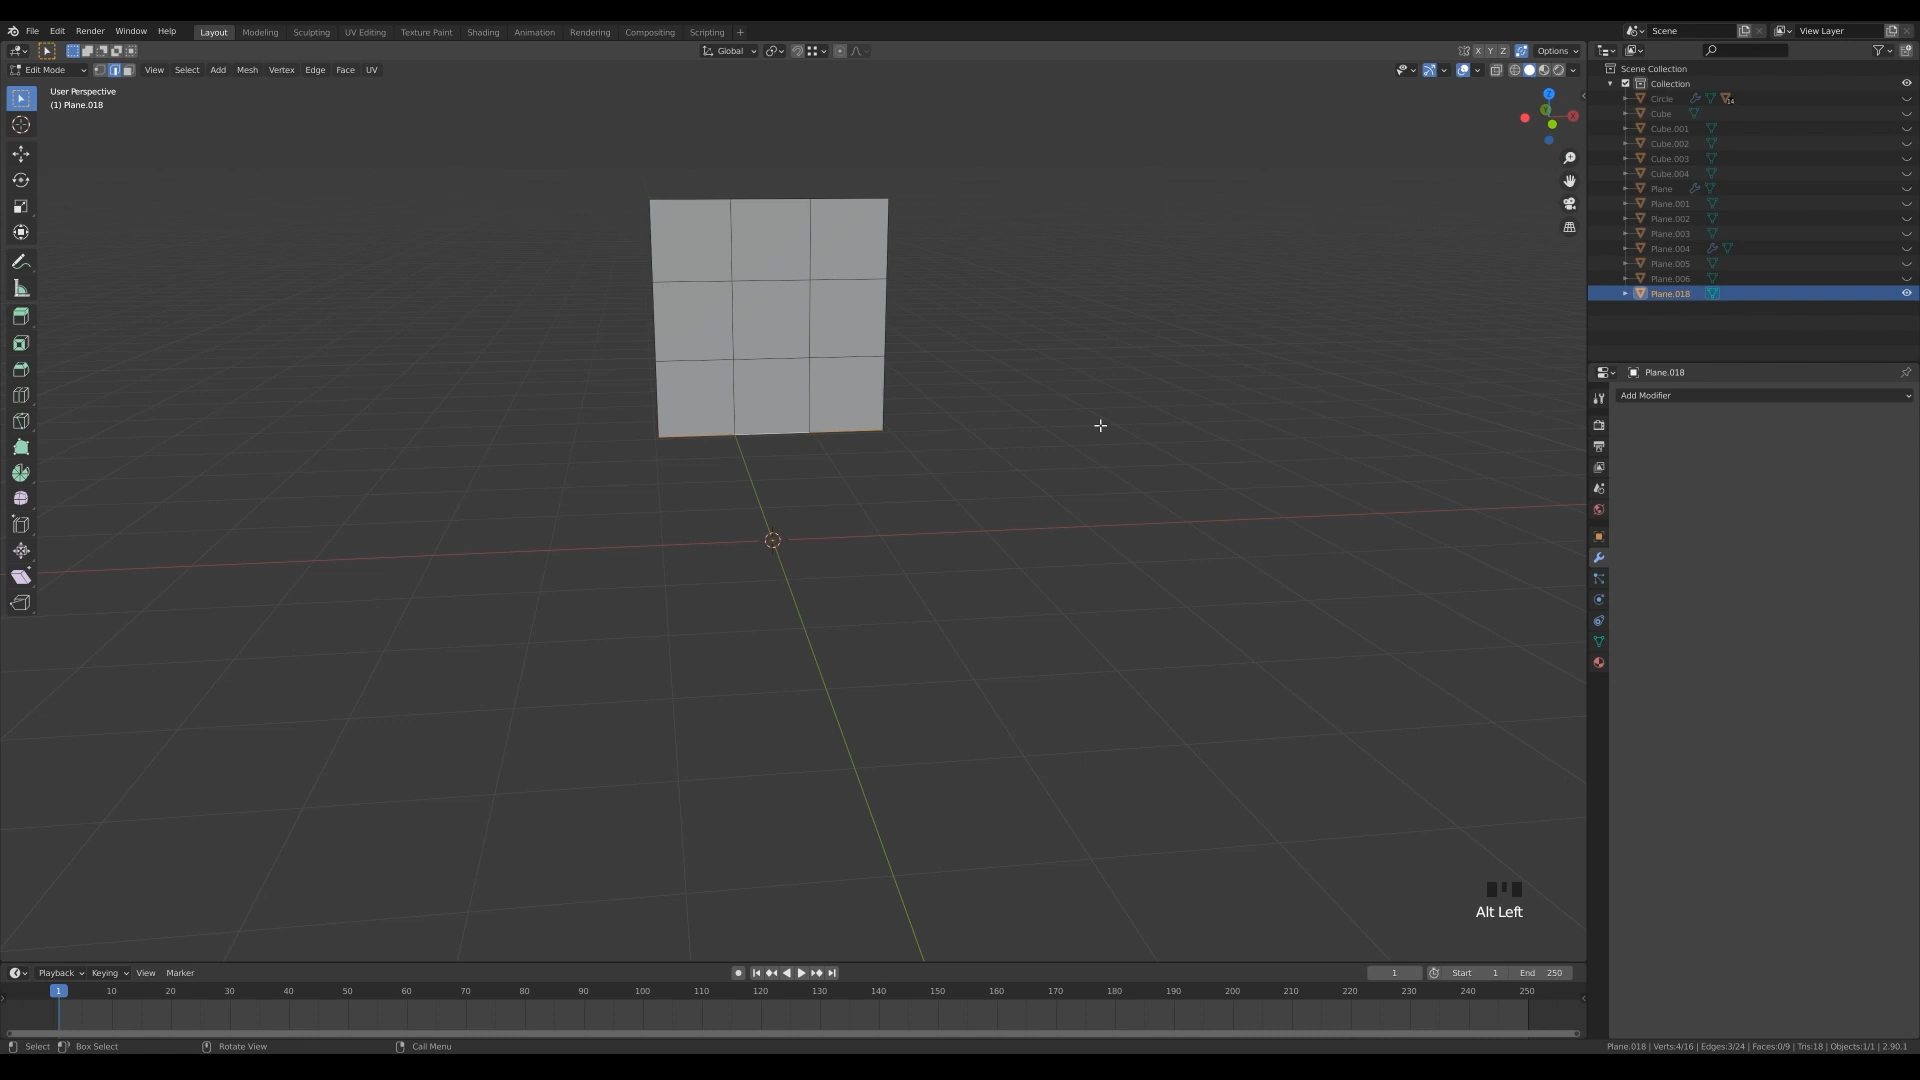 File Edit Render Window Help Layout Modeling Sculpting UV Editing Texture Paint Shading Animation Rendering Compositing Scripting + Scene View Layer
Global X Y Z Options
Edit Mode View Select Add Mesh Vertex Edge Face UV
User Perspective
(1) Plane.018
Z
Y
X
Scene Collection
Collection
Circle 14
Cube
Cube.001
Cube.002
Cube.003
Cube.004
Plane
Plane.001
Plane.002
Plane.003
Plane.004
Plane.005
Plane.006
Plane.018
Plane.018
Add Modifier
Alt Left
Playback Keying View Marker 1 Start 1 End 250
1 10 20 30 40 50 60 70 80 90 100 110 120 130 140 150 160 170 180 190 200 210 220 230 240 250
Select Box Select Rotate View Call Menu Plane.018 | Verts:4/16 | Edges:3/24 | Faces:0/9 | Tris:18 | Objects:1/1 | 2.90.1